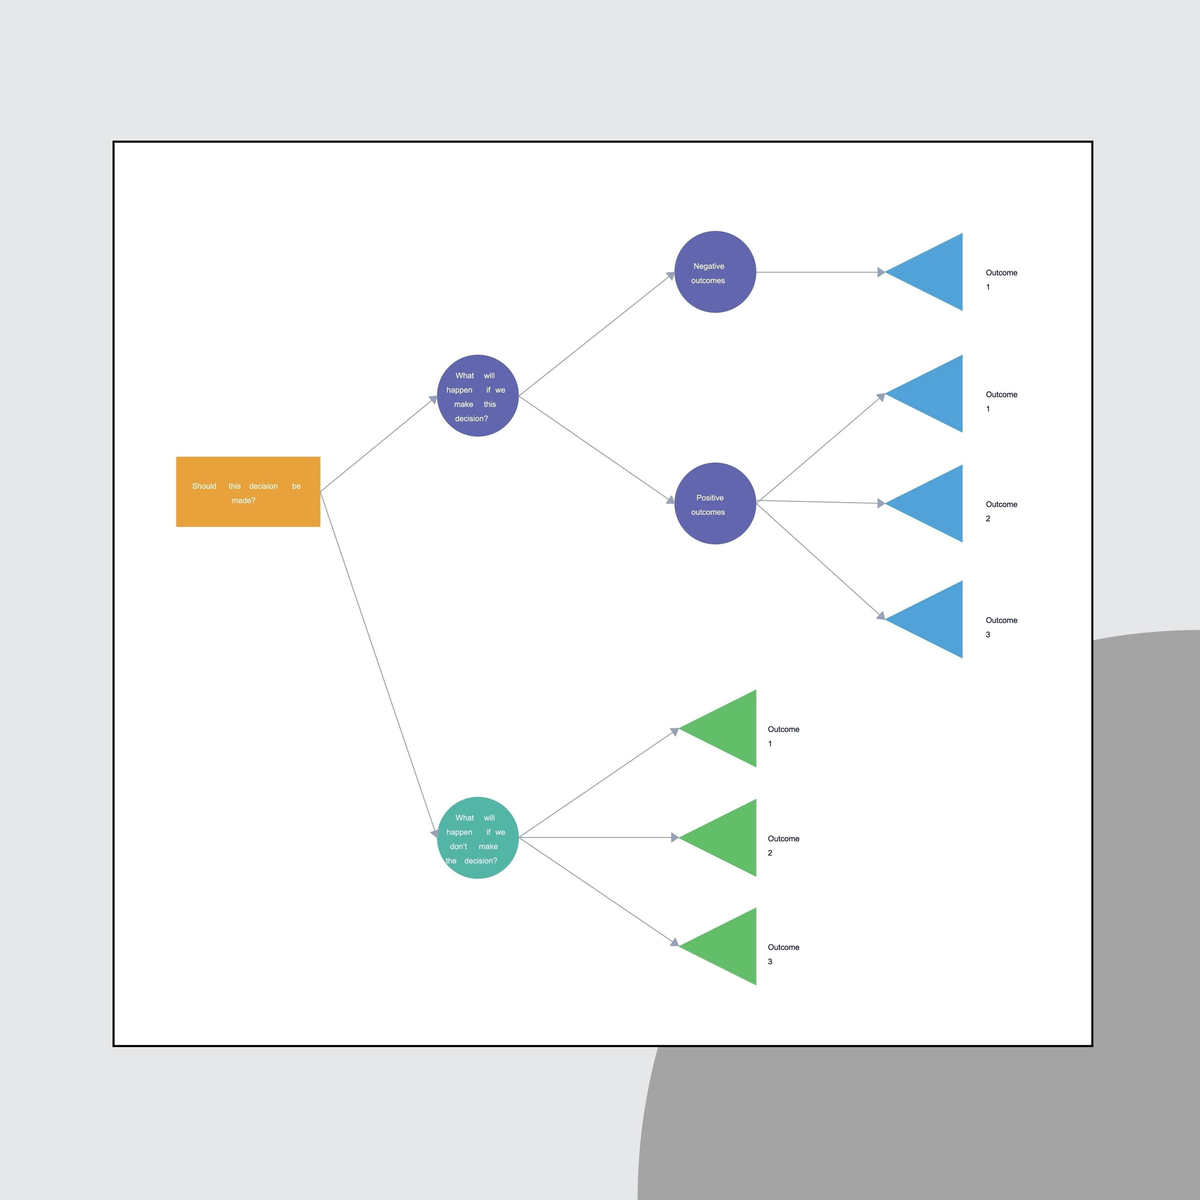 Should this decision be
made?
What will
happen if we
make this
decision?
Negative
outcomes
Outcome
1
Positive
outcomes
Outcome
1
Outcome
2
Outcome
3
What will
happen if we
don't make
the decision?
Outcome
1
Outcome
2
Outcome
3